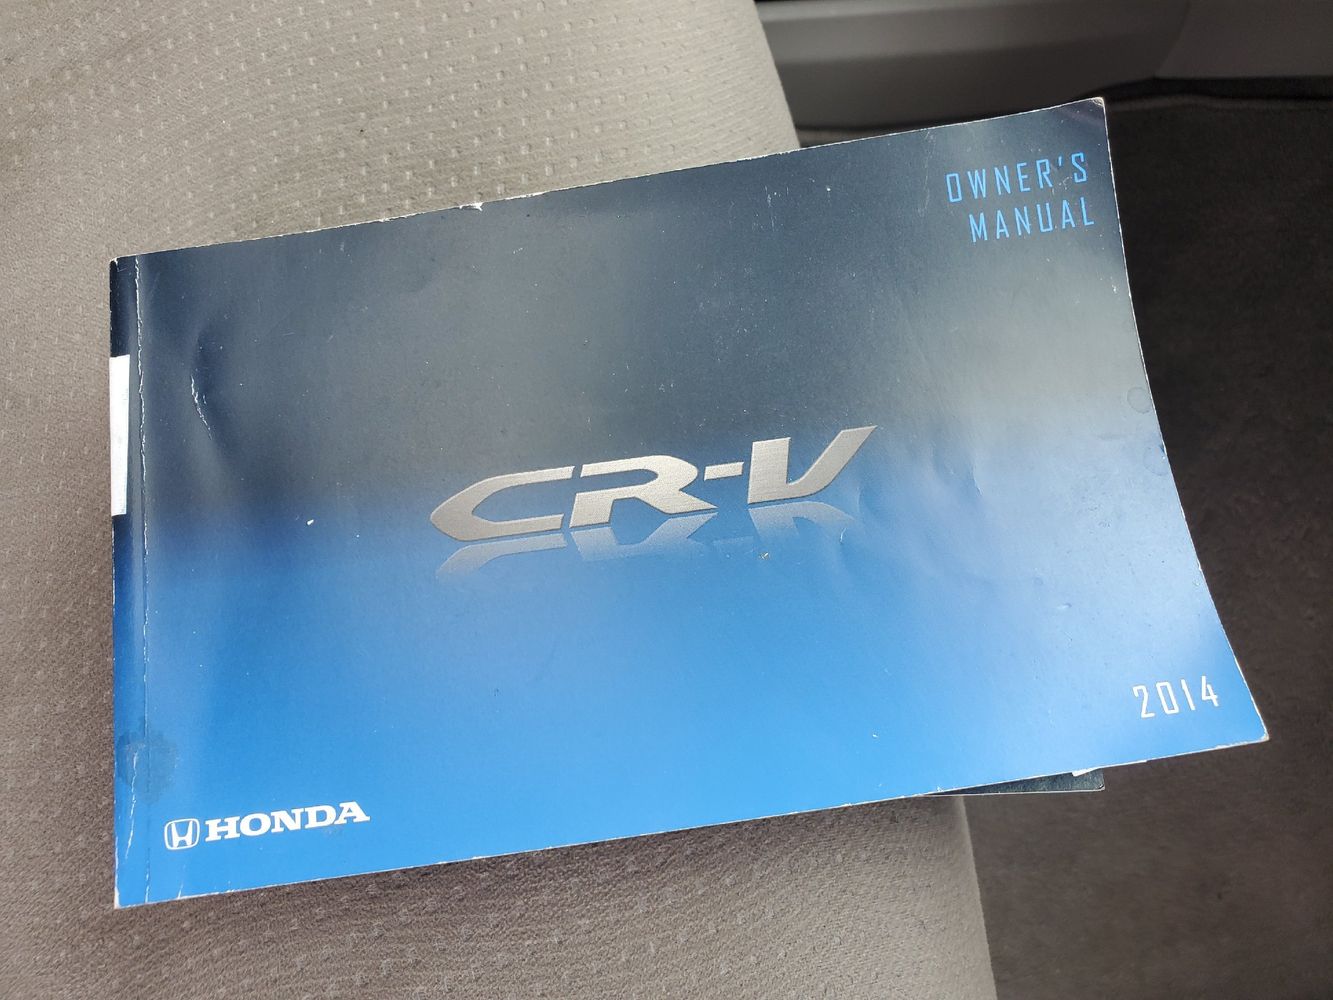 OWNER'S
MANUAL
CR-V
2014
HONDA